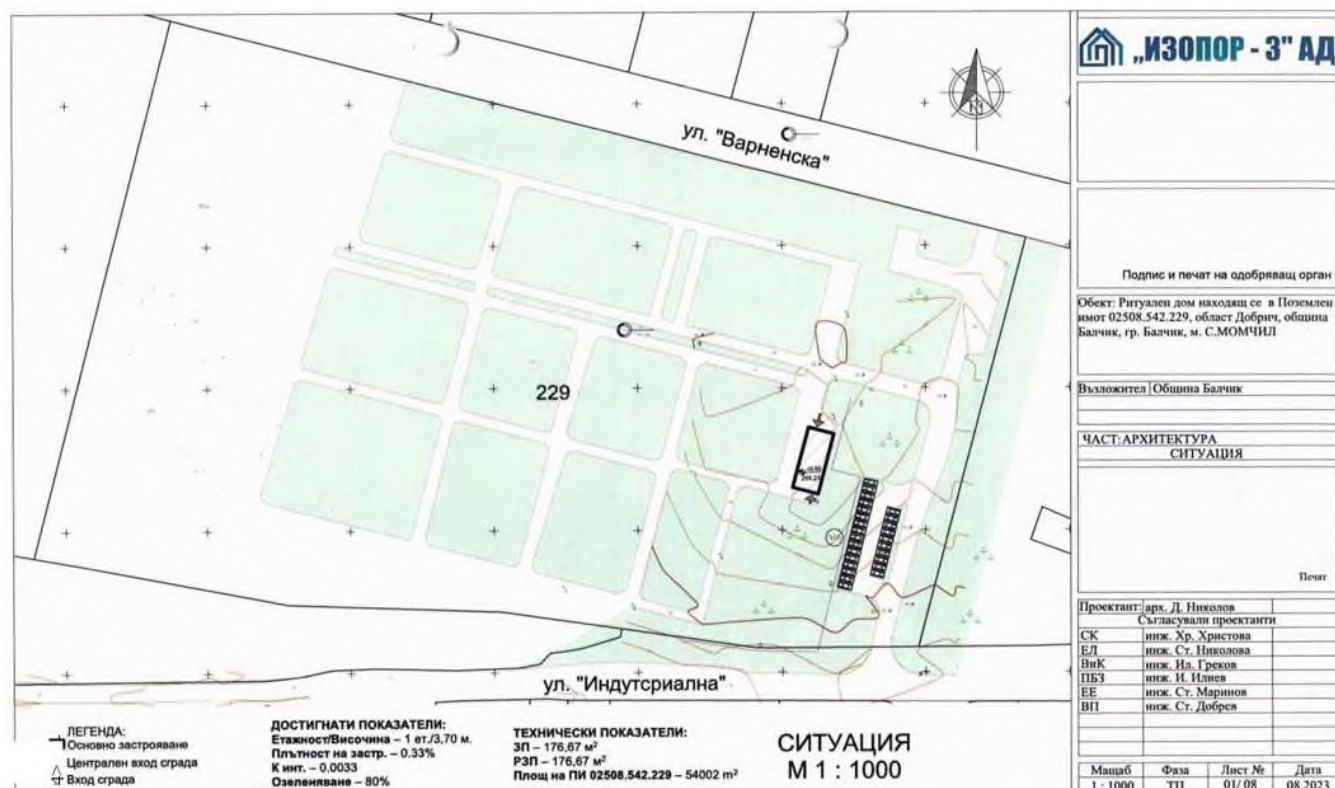 „ИЗОПОР - 3" АД
ул. "Варненска"
229
ул. "Индутсриална"
Подпис и печат на одобряващ орган
Обект: Ритуален дом находящ се в Поземлен
имот 02508.542.229, област Добрич, община
Балчик, гр. Балчик, м. С.МОМЧИЛ
Възложител Община Балчик
ЧАСТ:АРХИТЕКТУРА
СИТУАЦИЯ
Печат
Проектант: арх. Д. Николов
Съгласували проектанти
СК инж. Хр. Христова
ЕЛ инж. Ст. Николова
ВиК инж. Ил. Греков
ПБЗ инж. И. Илиев
ЕЕ инж. Ст. Маринов
ВП инж. Ст. Добрев
Мащаб Фаза Лист № Дата
1 : 1000 ТП 01/ 08 08.2023
ЛЕГЕНДА:
Основно застрояване
Централен вход сграда
Вход сграда
ДОСТИГНАТИ ПОКАЗАТЕЛИ:
Етажност/Височина – 1 ет./3,70 м.
Плътност на застр. – 0.33%
К инт. – 0.0033
Озеленяване – 80%
ТЕХНИЧЕСКИ ПОКАЗАТЕЛИ:
ЗП – 176,67 м²
РЗП – 176,67 м²
Площ на ПИ 02508.542.229 – 54002 m²
СИТУАЦИЯ
М 1 : 1000